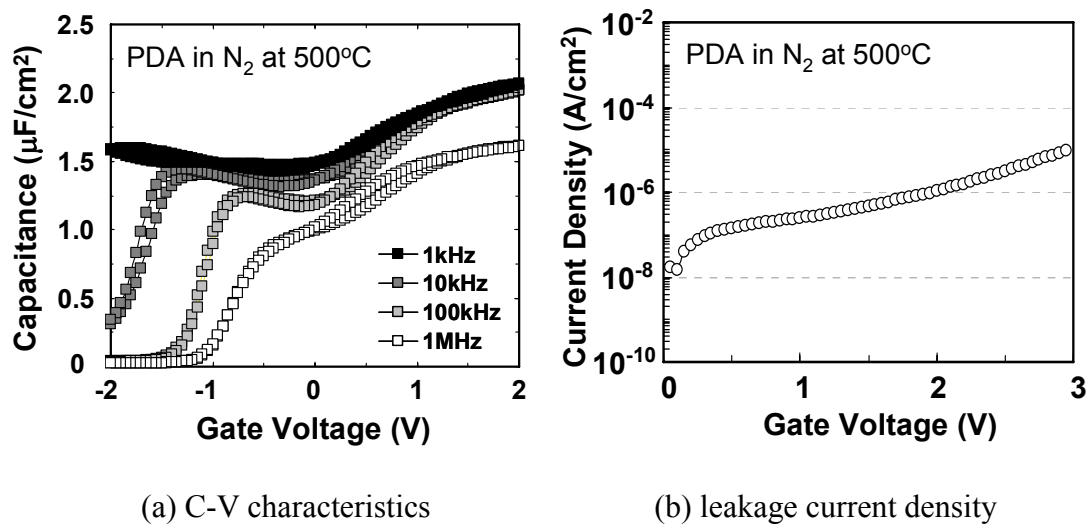 2.5
2.0
1.5
1.0
0.5
0
Capacitance (μF/cm²)
PDA in N₂ at 500°C
1kHz
10kHz
100kHz
1MHz
-2 -1 0 1 2
Gate Voltage (V)
10⁻²
10⁻⁴
10⁻⁶
10⁻⁸
10⁻¹⁰
Current Density (A/cm²)
PDA in N₂ at 500°C
0 1 2 3
Gate Voltage (V)
(a) C-V characteristics
(b) leakage current density